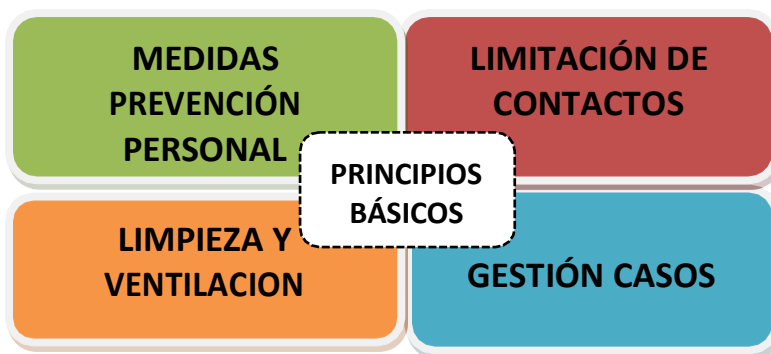 MEDIDAS
PREVENCIÓN
PERSONAL
LIMITACIÓN DE
CONTACTOS
PRINCIPIOS
BÁSICOS
LIMPIEZA Y
VENTILACION
GESTIÓN CASOS